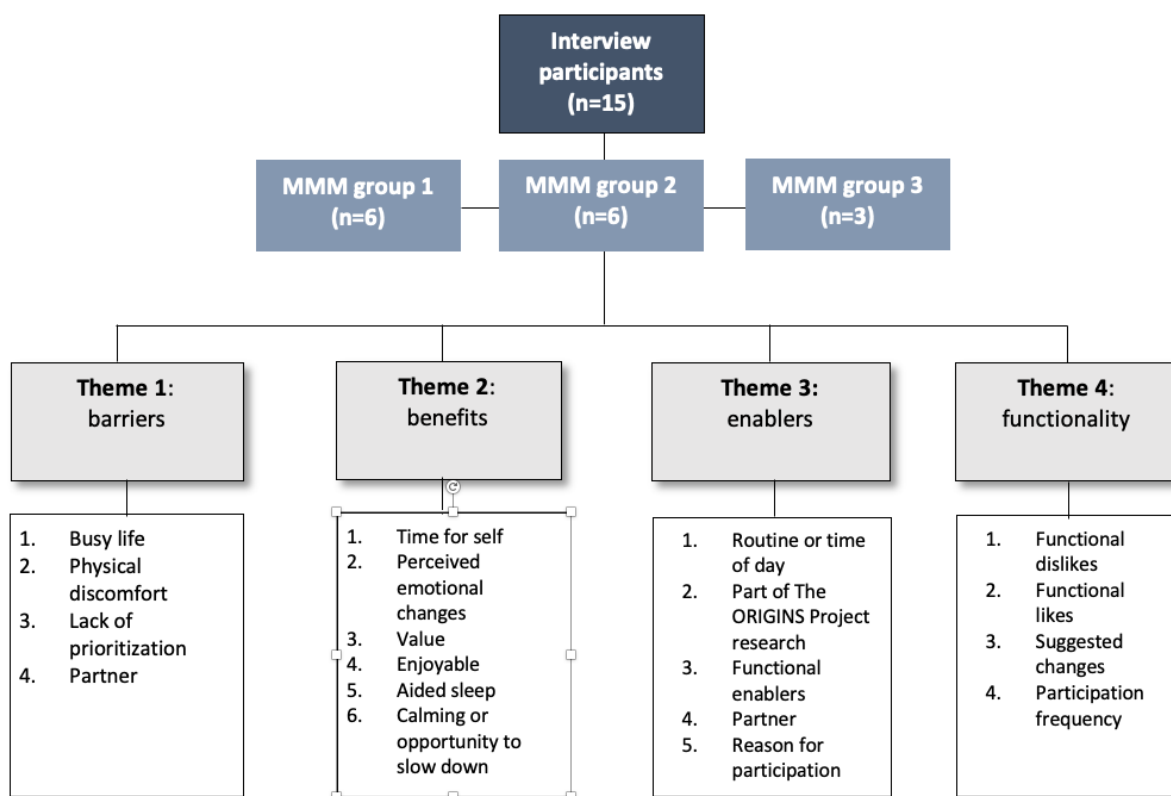 Interview
participants
(n=15)
MMM group 1
(n=6)
MMM group 2
(n=6)
MMM group 3
(n=3)
Theme 1:
barriers
Theme 2:
benefits
Theme 3:
enablers
Theme 4:
functionality
1. Busy life
2. Physical
discomfort
3. Lack of
prioritization
4. Partner
1. Time for self
2. Perceived
emotional
changes
3. Value
4. Enjoyable
5. Aided sleep
6. Calming or
opportunity to
slow down
1. Routine or time
of day
2. Part of The
ORIGINS Project
research
3. Functional
enablers
4. Partner
5. Reason for
participation
1. Functional
dislikes
2. Functional
likes
3. Suggested
changes
4. Participation
frequency